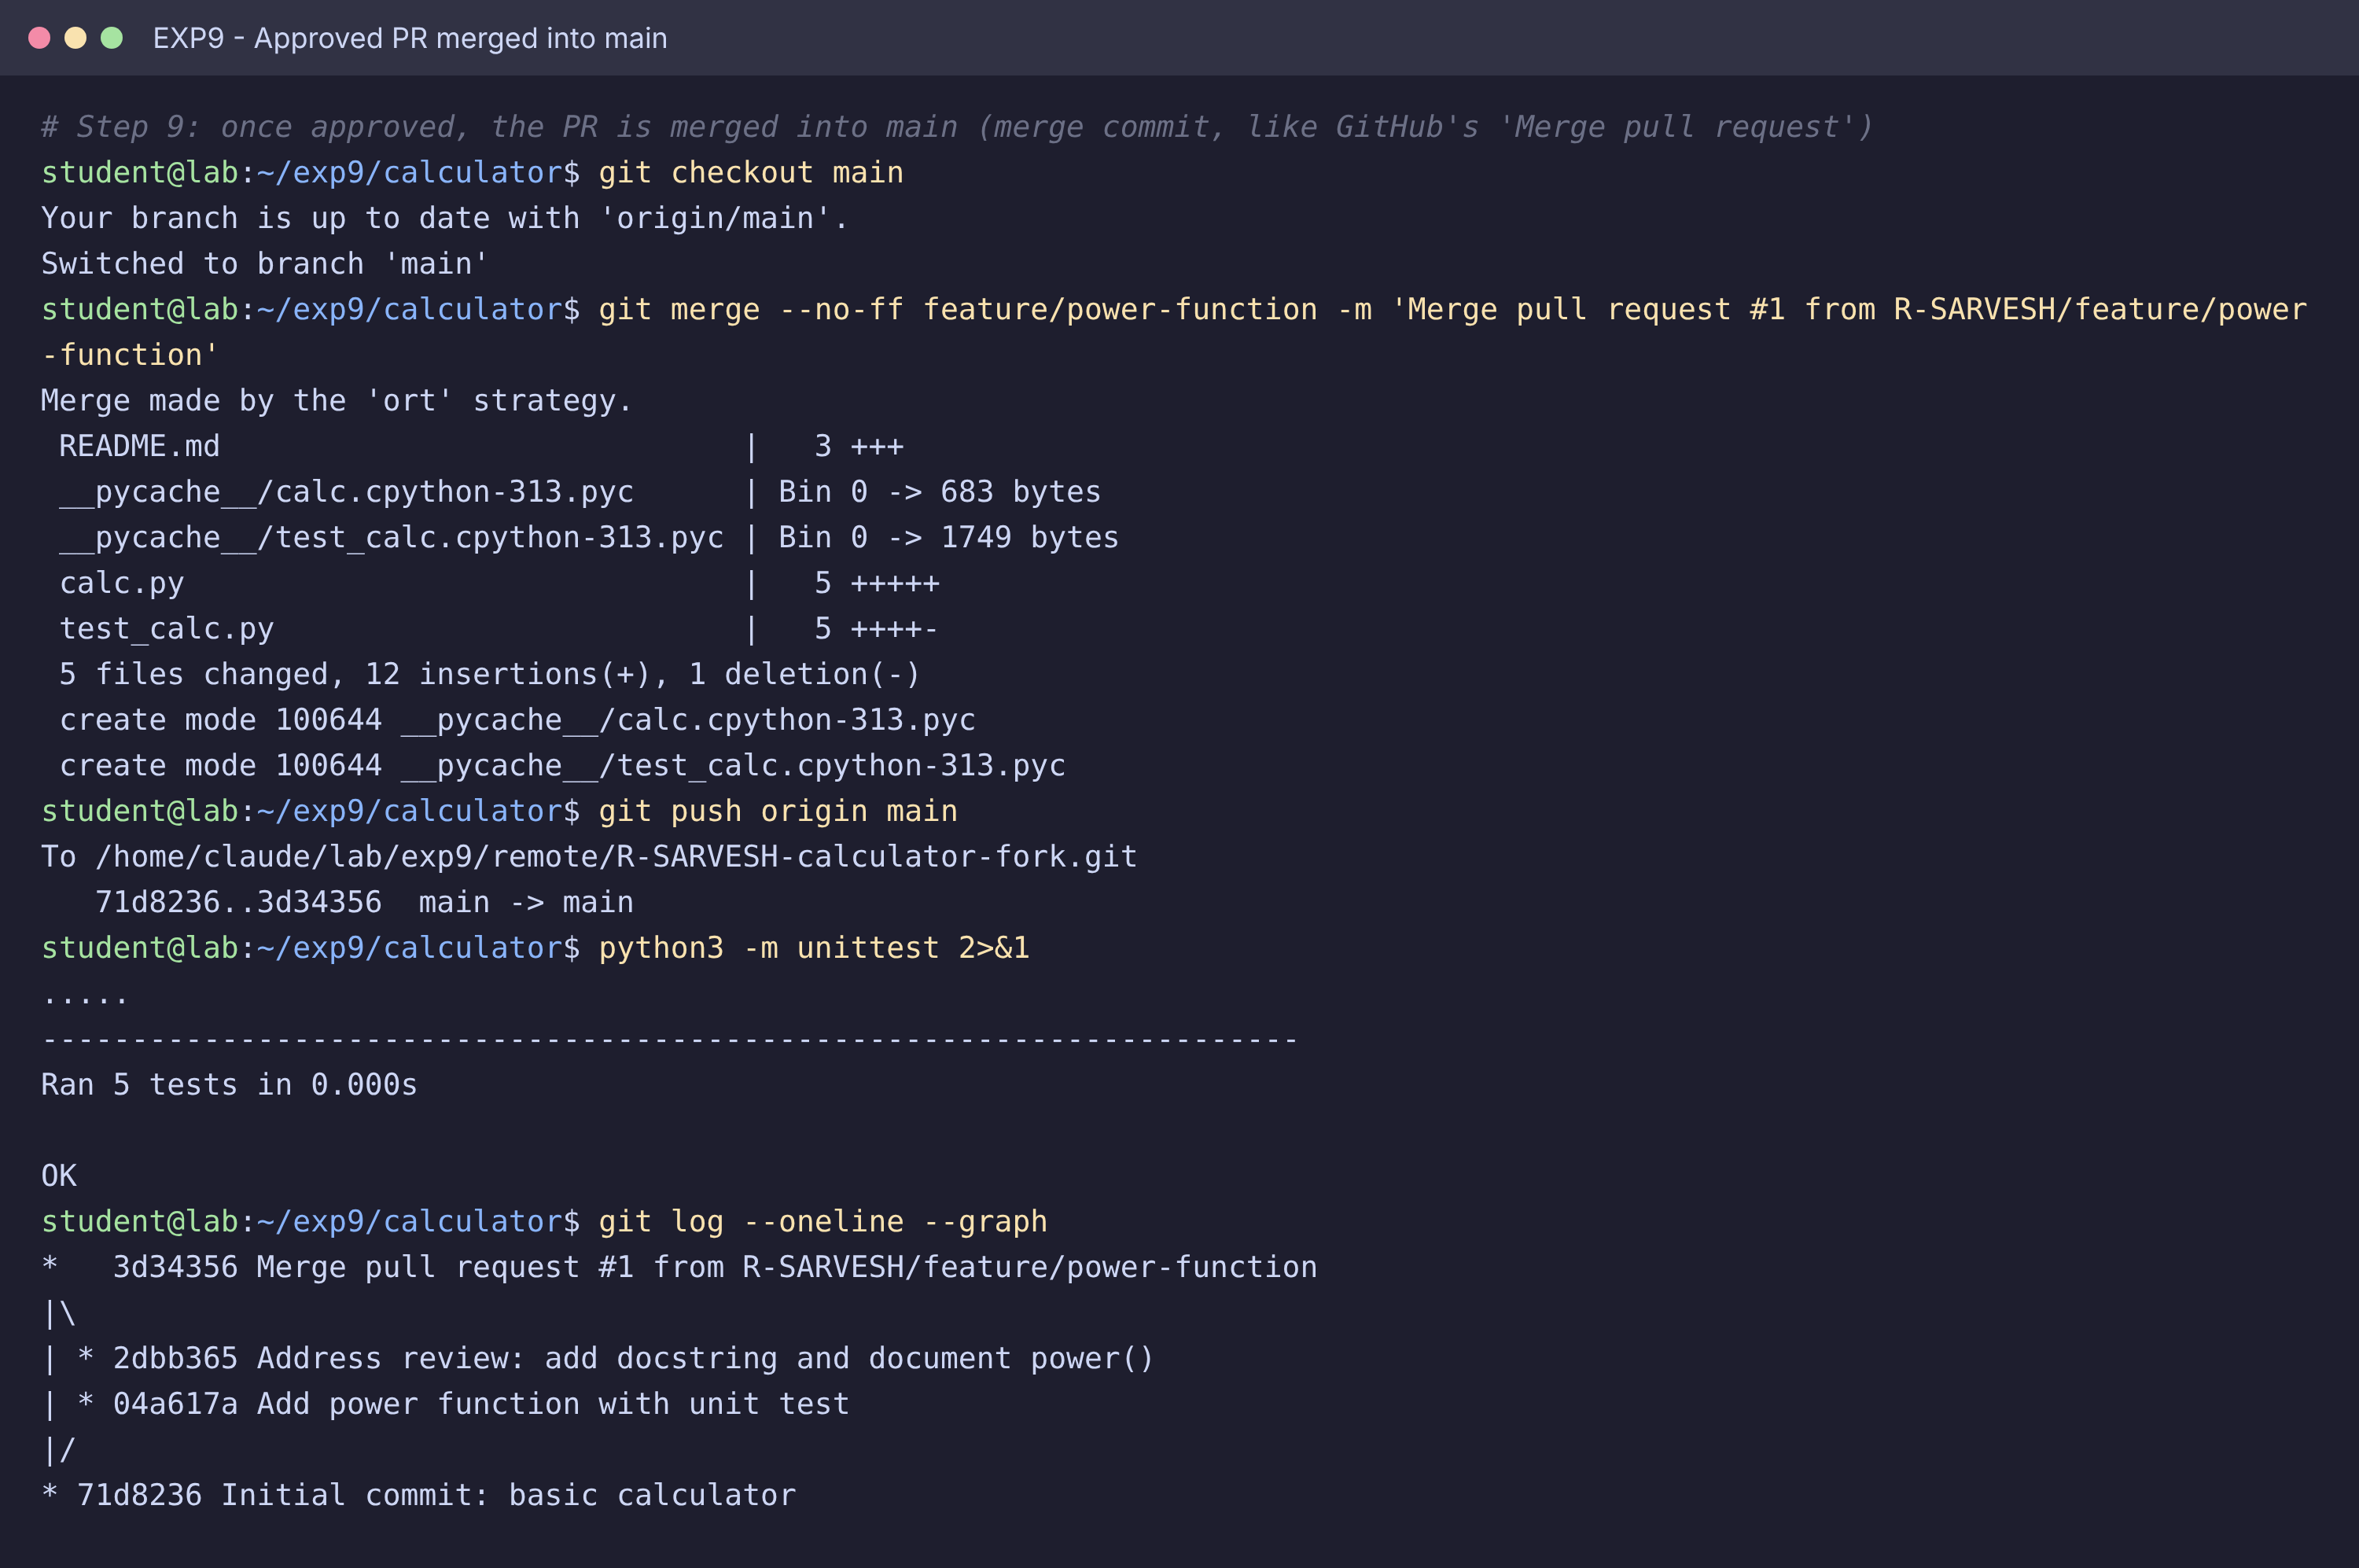 EXP9 - Approved PR merged into main
# Step 9: once approved, the PR is merged into main (merge commit, like GitHub's 'Merge pull request')
student@lab:~/exp9/calculator$ git checkout main
Your branch is up to date with 'origin/main'.
Switched to branch 'main'
student@lab:~/exp9/calculator$ git merge --no-ff feature/power-function -m 'Merge pull request #1 from R-SARVESH/feature/power
-function'
Merge made by the 'ort' strategy.
 README.md                             |   3 +++
 __pycache__/calc.cpython-313.pyc      | Bin 0 -> 683 bytes
 __pycache__/test_calc.cpython-313.pyc | Bin 0 -> 1749 bytes
 calc.py                               |   5 +++++
 test_calc.py                          |   5 ++++-
 5 files changed, 12 insertions(+), 1 deletion(-)
 create mode 100644 __pycache__/calc.cpython-313.pyc
 create mode 100644 __pycache__/test_calc.cpython-313.pyc
student@lab:~/exp9/calculator$ git push origin main
To /home/claude/lab/exp9/remote/R-SARVESH-calculator-fork.git
   71d8236..3d34356  main -> main
student@lab:~/exp9/calculator$ python3 -m unittest 2>&1
.....
----------------------------------------------------------------------
Ran 5 tests in 0.000s

OK
student@lab:~/exp9/calculator$ git log --oneline --graph
*   3d34356 Merge pull request #1 from R-SARVESH/feature/power-function
|\
| * 2dbb365 Address review: add docstring and document power()
| * 04a617a Add power function with unit test
|/
* 71d8236 Initial commit: basic calculator